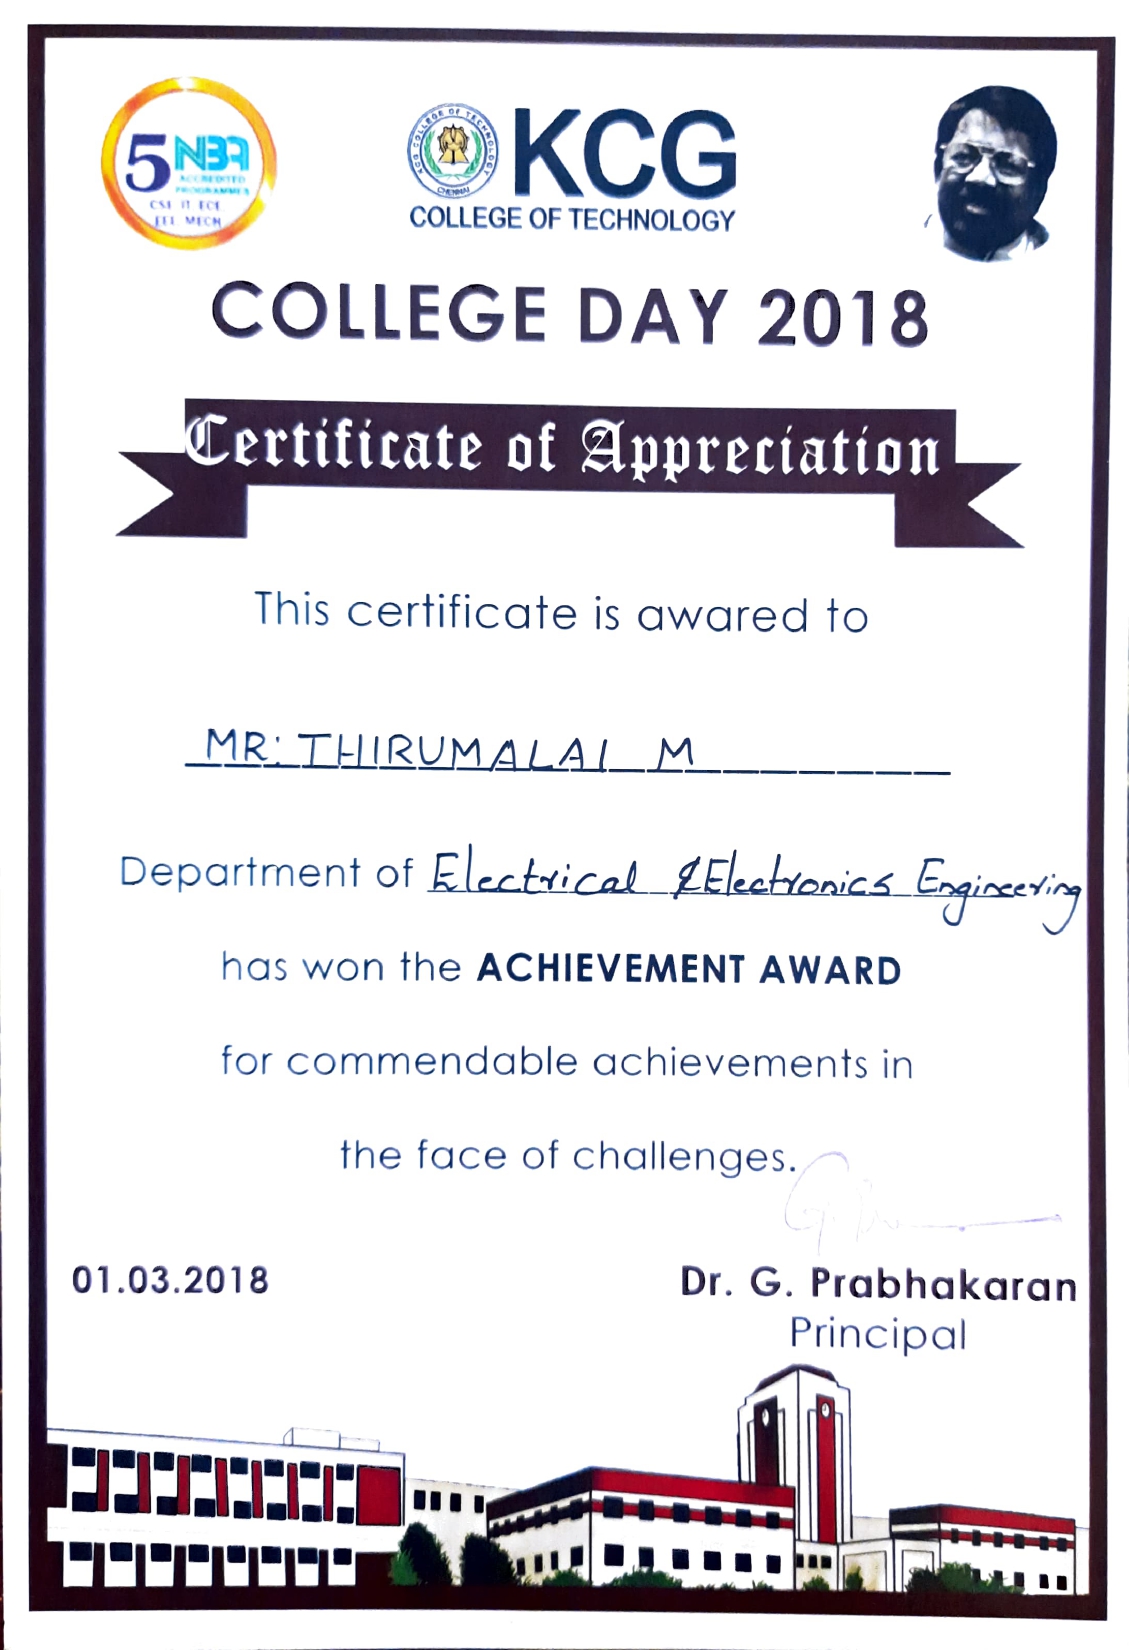 5 NBA
ACCREDITED
PROGRAMMES
CSE IT ECE
EEE MECH
KCG COLLEGE OF TECHNOLOGY
CHENNAI
KCG
COLLEGE OF TECHNOLOGY
COLLEGE DAY 2018
Certificate of Appreciation
This certificate is awared to
MR: THIRUMALAI M
Department of Electrical & Electronics Engineering
has won the ACHIEVEMENT AWARD
for commendable achievements in
the face of challenges.
01.03.2018
Dr. G. Prabhakaran
Principal